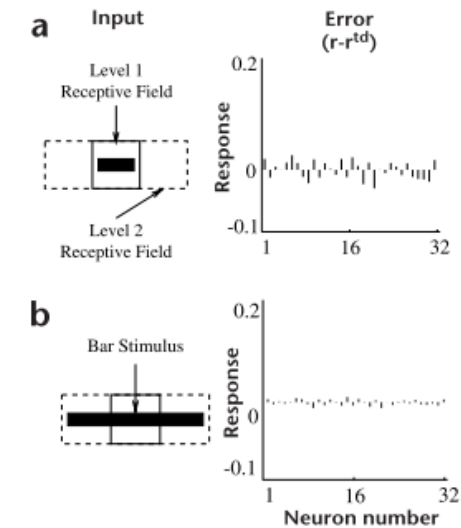 a
Input
Error
(r-r^td)
Level 1
Receptive Field
Level 2
Receptive Field
Response
0.2
0
-0.1
1 16 32
b
Bar Stimulus
Response
0.2
0
-0.1
1 16 32
Neuron number